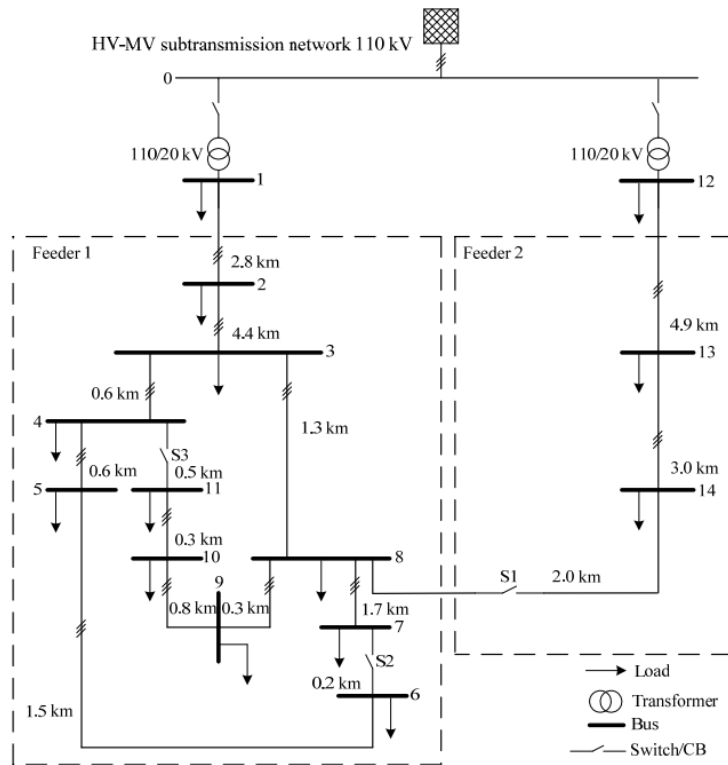 HV-MV subtransmission network 110 kV
0
110/20 kV
110/20 kV
1
12
Feeder 1
Feeder 2
2.8 km
2
4.9 km
4.4 km
3
13
0.6 km
1.3 km
4
S3
3.0 km
0.6 km
0.5 km
5
11
14
0.3 km
10
8
9
S1
2.0 km
0.8 km
0.3 km
1.7 km
7
S2
0.2 km
6
1.5 km
Load
Transformer
Bus
Switch/CB